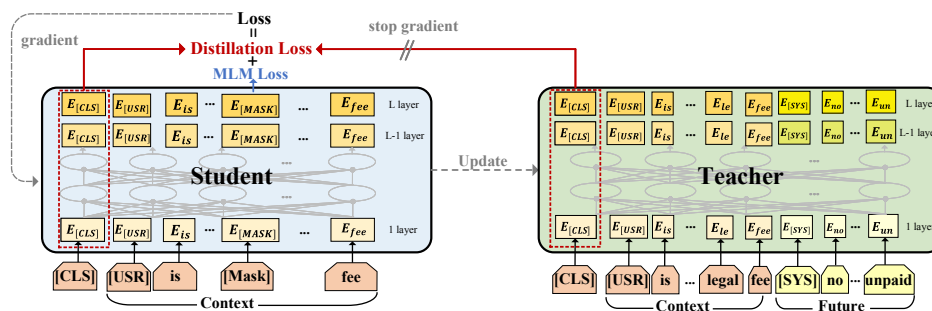 Loss
gradient
=
stop gradient
Distillation Loss
+
MLM Loss
E[CLS] E[USR] Eis ... E[MASK] ... Efee L layer
E[CLS] E[USR] Eis ... E[MASK] ... Efee L-1 layer
...
Student
...
E[CLS] E[USR] Eis ... E[MASK] ... Efee 1 layer
[CLS] [USR] is [Mask] fee
Context
Update
E[CLS] E[USR] Eis ... Ele Efee E[SYS] Eno ... Eun L layer
E[CLS] E[USR] Eis ... Ele Efee E[SYS] Eno ... Eun L-1 layer
...
Teacher
...
E[CLS] E[USR] Eis ... Ele Efee E[SYS] Eno ... Eun 1 layer
[CLS] [USR] is ... legal fee [SYS] no ... unpaid
Context Future